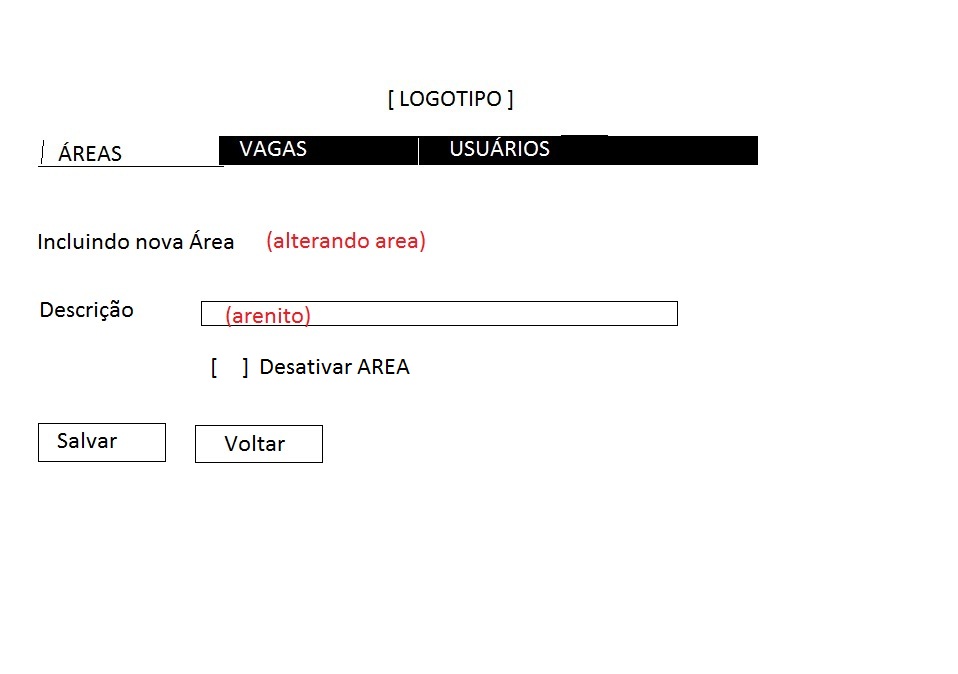 [ LOGOTIPO ]
ÁREAS VAGAS USUÁRIOS
Incluindo nova Área (alterando area)
Descrição (arenito)
[ ] Desativar AREA
Salvar Voltar